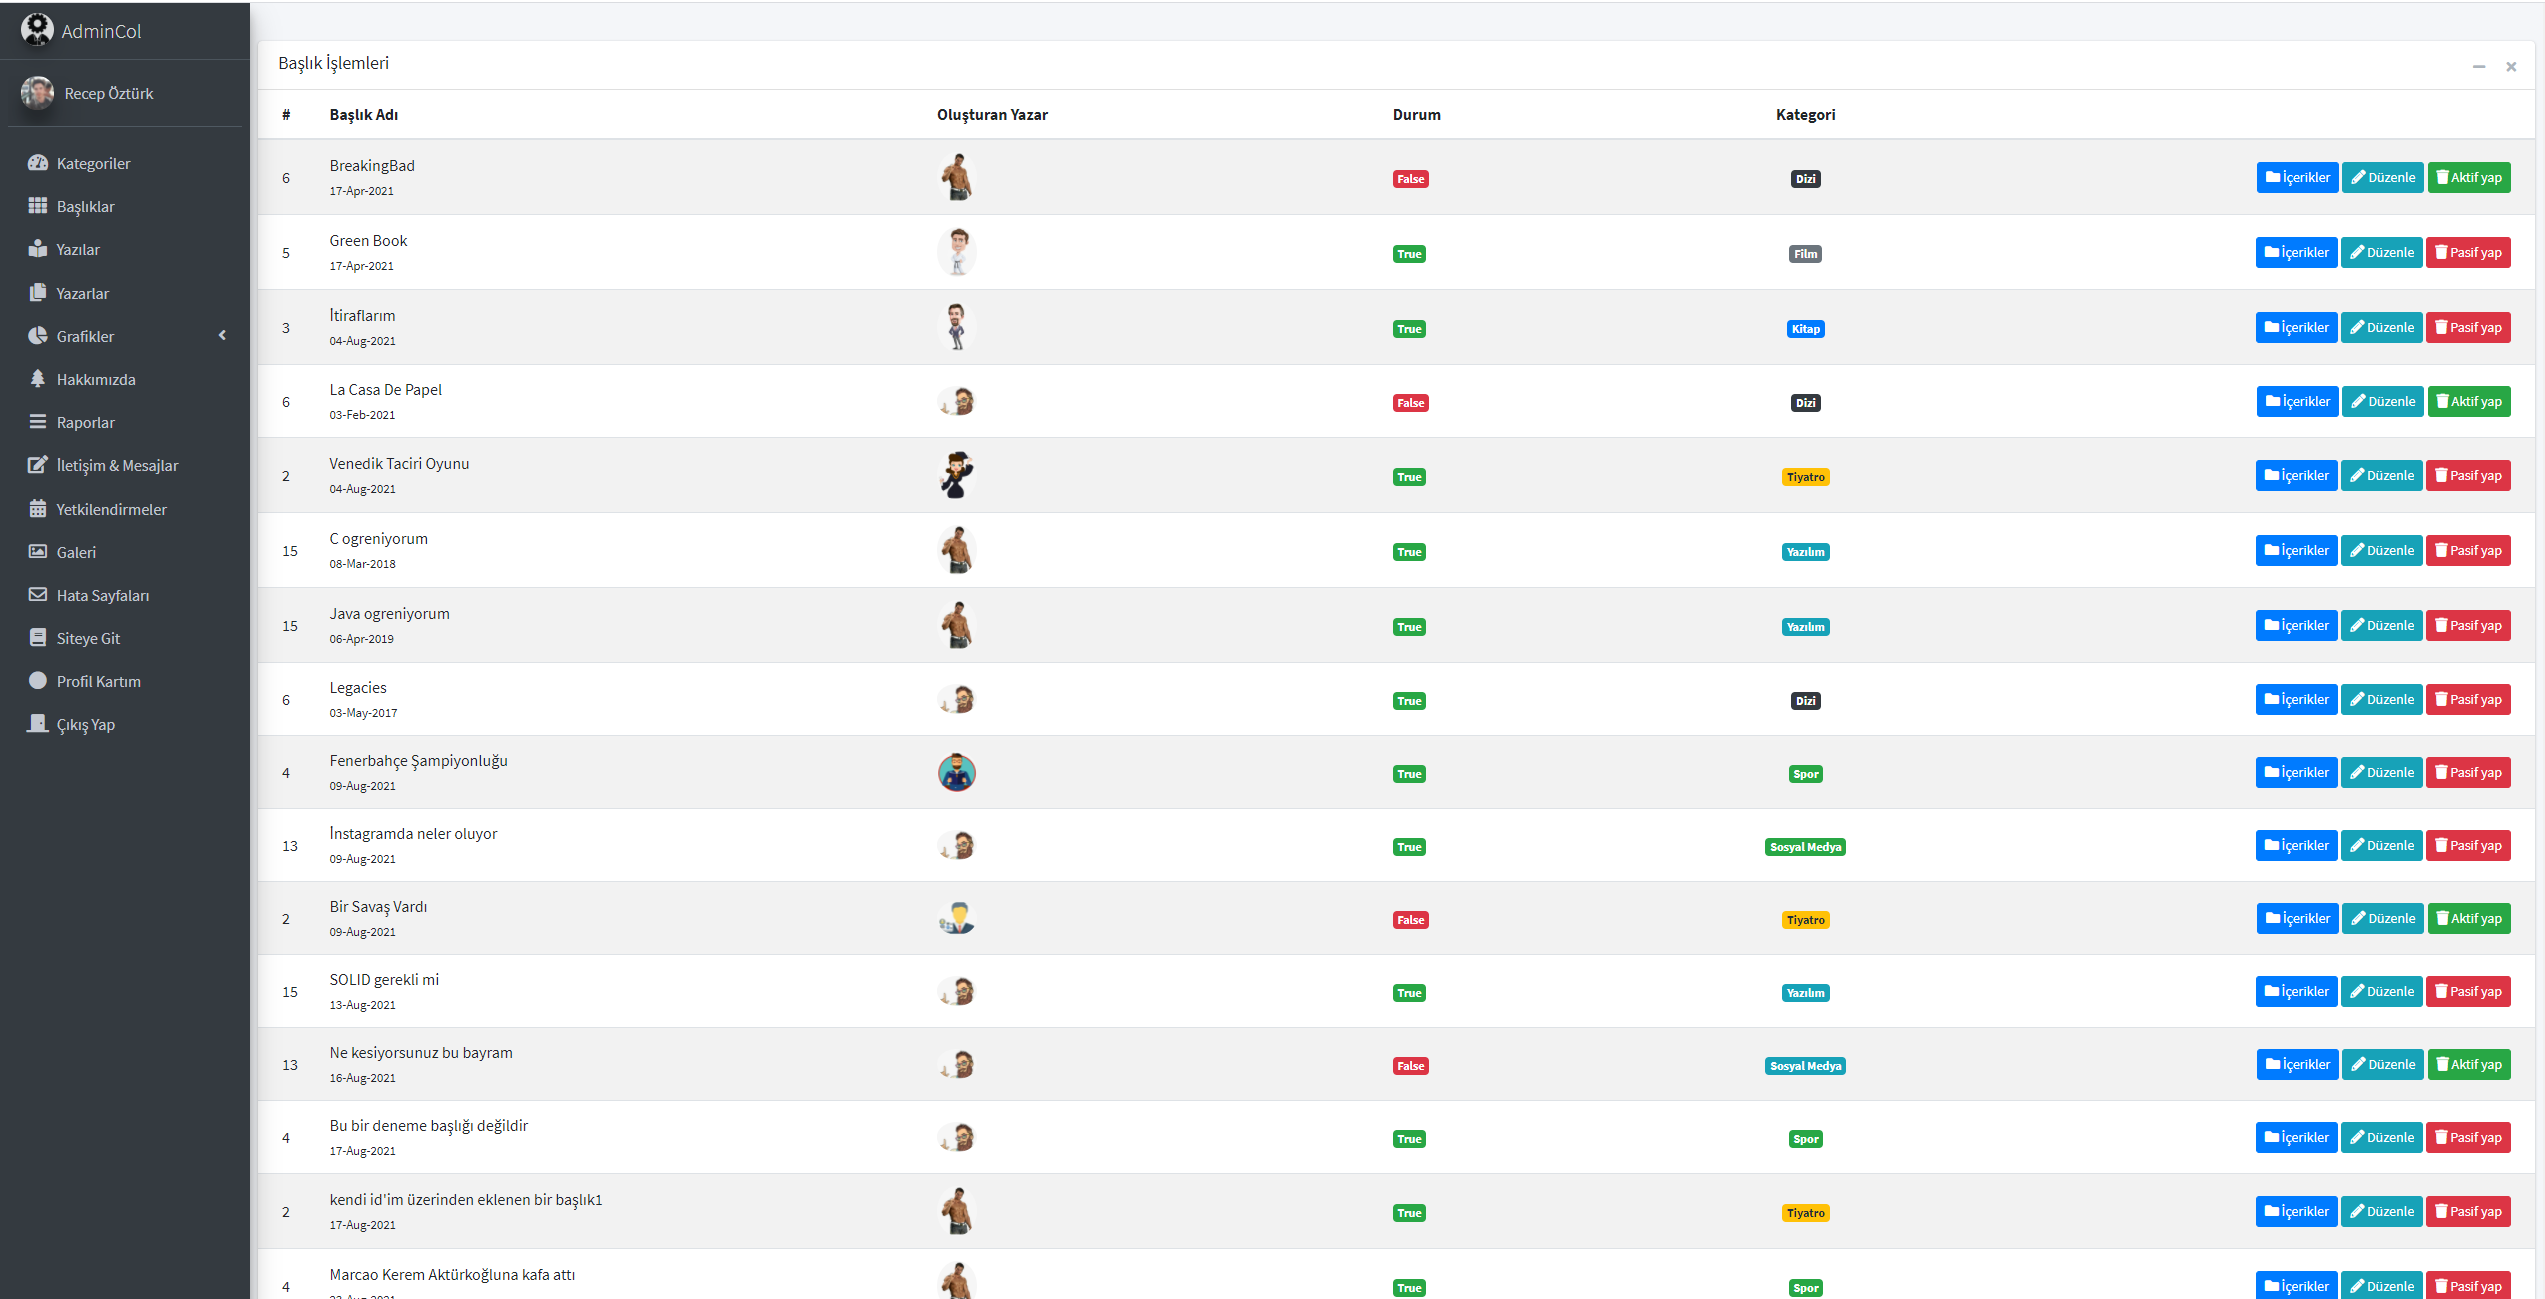 AdminCol
Recep Öztürk
Kategoriler
Başlıklar
Yazılar
Yazarlar
Grafikler
Hakkımızda
Raporlar
İletişim & Mesajlar
Yetkilendirmeler
Galeri
Hata Sayfaları
Siteye Git
Profil Kartım
Çıkış Yap
Başlık İşlemleri
# Başlık Adı Oluşturan Yazar Durum Kategori
6 BreakingBad False Dizi İçerikler Düzenle Aktif yap
17-Apr-2021
5 Green Book True Film İçerikler Düzenle Pasif yap
17-Apr-2021
3 İtiraflarım True Kitap İçerikler Düzenle Pasif yap
04-Aug-2021
6 La Casa De Papel False Dizi İçerikler Düzenle Aktif yap
03-Feb-2021
2 Venedik Taciri Oyunu True Tiyatro İçerikler Düzenle Pasif yap
04-Aug-2021
15 C ogreniyorum True Yazılım İçerikler Düzenle Pasif yap
08-Mar-2018
15 Java ogreniyorum True Yazılım İçerikler Düzenle Pasif yap
06-Apr-2019
6 Legacies True Dizi İçerikler Düzenle Pasif yap
03-May-2017
4 Fenerbahçe Şampiyonluğu True Spor İçerikler Düzenle Pasif yap
09-Aug-2021
13 İnstagramda neler oluyor True Sosyal Medya İçerikler Düzenle Pasif yap
09-Aug-2021
2 Bir Savaş Vardı False Tiyatro İçerikler Düzenle Aktif yap
09-Aug-2021
15 SOLID gerekli mi True Yazılım İçerikler Düzenle Pasif yap
13-Aug-2021
13 Ne kesiyorsunuz bu bayram False Sosyal Medya İçerikler Düzenle Aktif yap
16-Aug-2021
4 Bu bir deneme başlığı değildir True Spor İçerikler Düzenle Pasif yap
17-Aug-2021
2 kendi id'im üzerinden eklenen bir başlık1 True Tiyatro İçerikler Düzenle Pasif yap
17-Aug-2021
4 Marcao Kerem Aktürkoğluna kafa attı True Spor İçerikler Düzenle Pasif yap